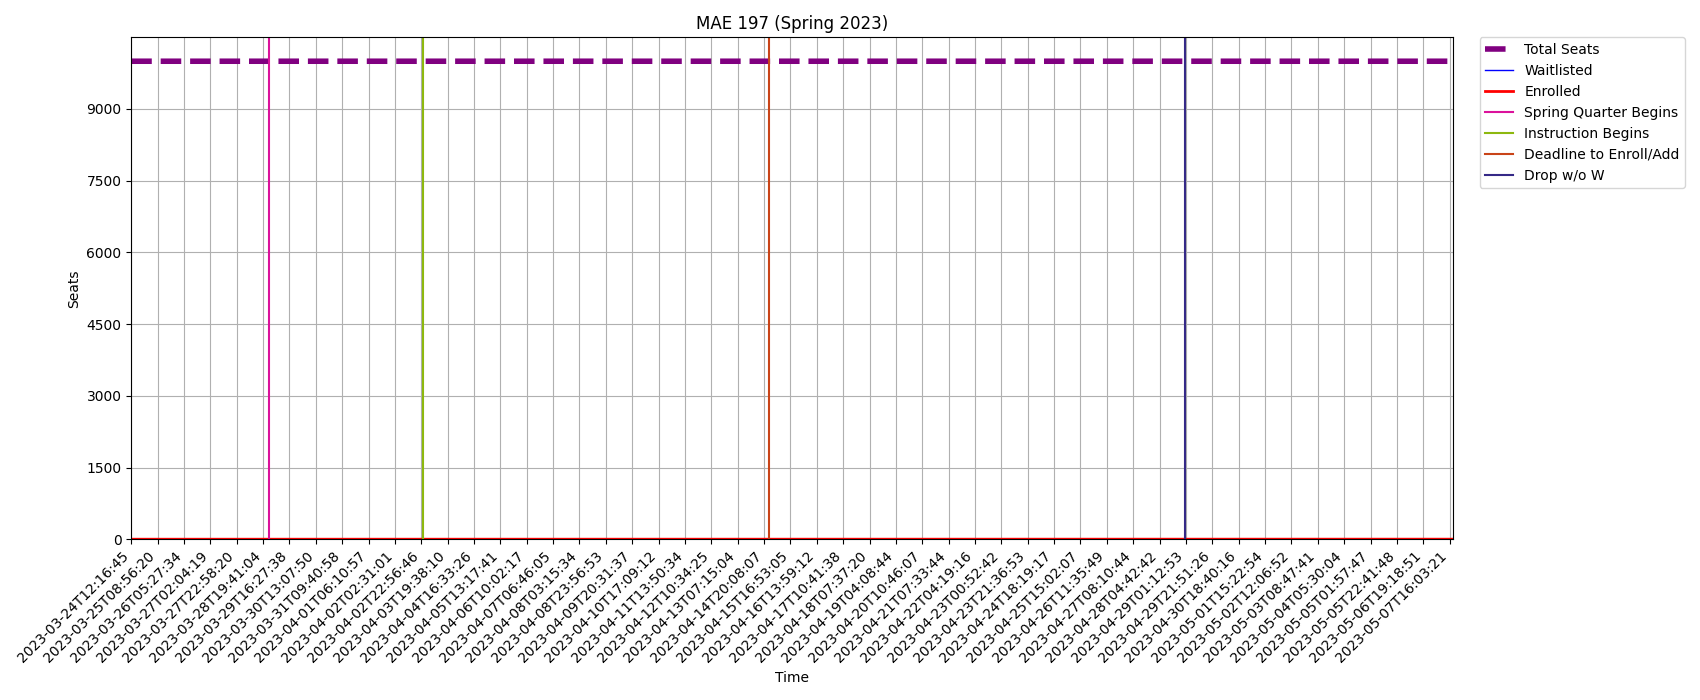 MAE 197 (Spring 2023)
Total Seats
Waitlisted
Enrolled
Spring Quarter Begins
Instruction Begins
Deadline to Enroll/Add
Drop w/o W
Seats
9000
7500
6000
4500
3000
1500
0
2023-03-24T12:16:45
2023-03-25T08:56:20
2023-03-26T05:27:34
2023-03-27T02:04:19
2023-03-27T22:58:20
2023-03-28T19:41:04
2023-03-29T16:27:38
2023-03-30T13:07:50
2023-03-31T09:40:58
2023-04-01T06:10:57
2023-04-02T02:31:01
2023-04-02T22:56:46
2023-04-03T19:38:10
2023-04-04T16:33:26
2023-04-05T13:17:41
2023-04-06T10:02:17
2023-04-07T06:46:05
2023-04-08T03:15:34
2023-04-08T23:56:53
2023-04-09T20:31:37
2023-04-10T17:09:12
2023-04-11T13:50:34
2023-04-12T10:34:25
2023-04-13T07:15:04
2023-04-14T20:08:07
2023-04-15T16:53:05
2023-04-16T13:59:12
2023-04-17T10:41:38
2023-04-18T07:37:20
2023-04-19T04:08:44
2023-04-20T10:46:07
2023-04-21T07:33:44
2023-04-22T04:19:16
2023-04-23T00:52:42
2023-04-23T21:36:53
2023-04-24T18:19:17
2023-04-25T15:02:07
2023-04-26T11:35:49
2023-04-27T08:10:44
2023-04-28T04:42:42
2023-04-29T01:12:53
2023-04-29T21:51:26
2023-04-30T18:40:16
2023-05-01T15:22:54
2023-05-02T12:06:52
2023-05-03T08:47:41
2023-05-04T05:30:04
2023-05-05T01:57:47
2023-05-05T22:41:48
2023-05-06T19:18:51
2023-05-07T16:03:21
Time